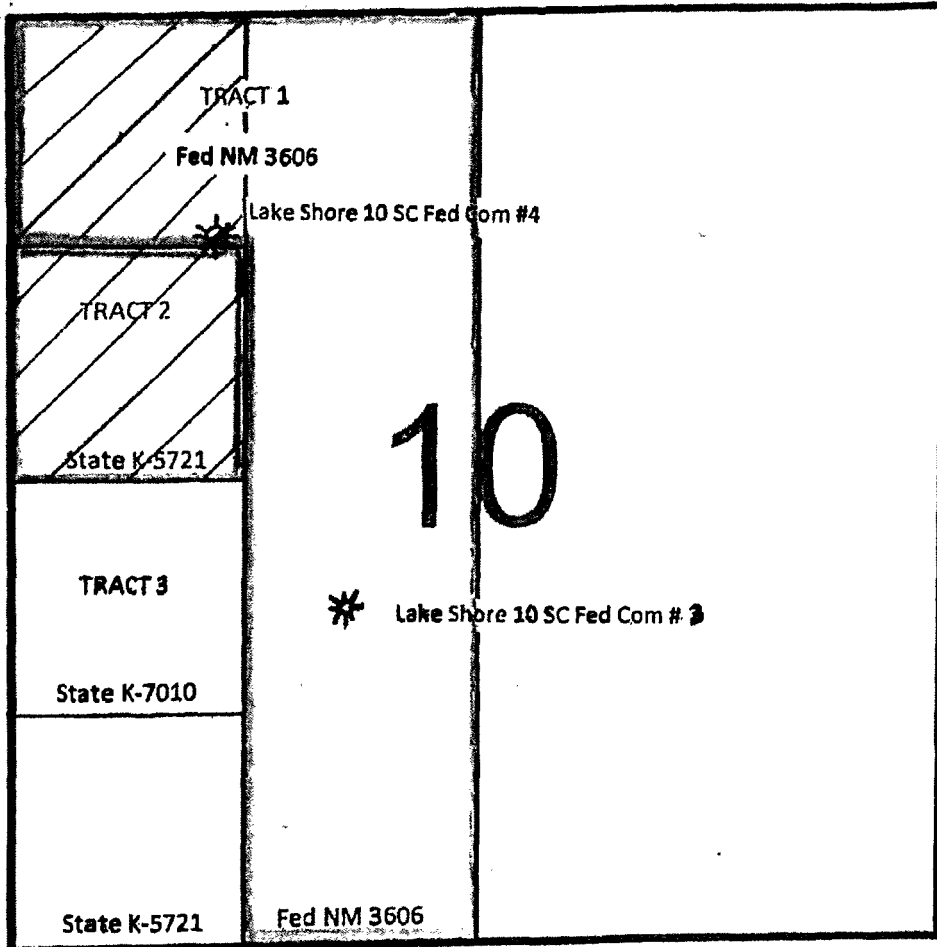 TRACT 1
Fed NM 3606
Lake Shore 10 SC Fed Com #4
TRACT 2
State K-5721
10
TRACT 3
Lake Shore 10 SC Fed Com # 3
State K-7010
State K-5721
Fed NM 3606